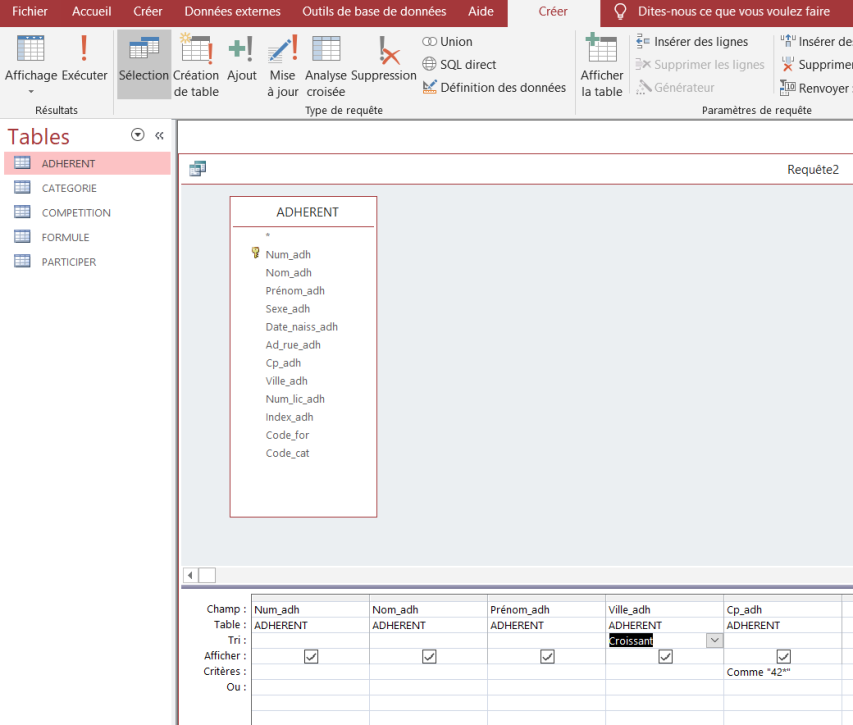 Fichier Accueil Créer Données externes Outils de base de données Aide Créer Dites-nous ce que vous voulez faire
Affichage Exécuter Sélection Création de table Ajout Mise à jour Analyse croisée Suppression
Union
SQL direct
Définition des données
Afficher la table
Insérer des lignes
Supprimer les lignes
Générateur
Insérer de
Supprimer
Renvoyer :
Résultats Type de requête Paramètres de requête
Tables
ADHERENT
CATEGORIE
COMPETITION
FORMULE
PARTICIPER
Requête2
ADHERENT
*
Num_adh
Nom_adh
Prénom_adh
Sexe_adh
Date_naiss_adh
Ad_rue_adh
Cp_adh
Ville_adh
Num_lic_adh
Index_adh
Code_for
Code_cat
Champ : Num_adh Nom_adh Prénom_adh Ville_adh Cp_adh
Table : ADHERENT ADHERENT ADHERENT ADHERENT ADHERENT
Tri : Croissant
Afficher :
Critères : Comme "42*"
Ou :